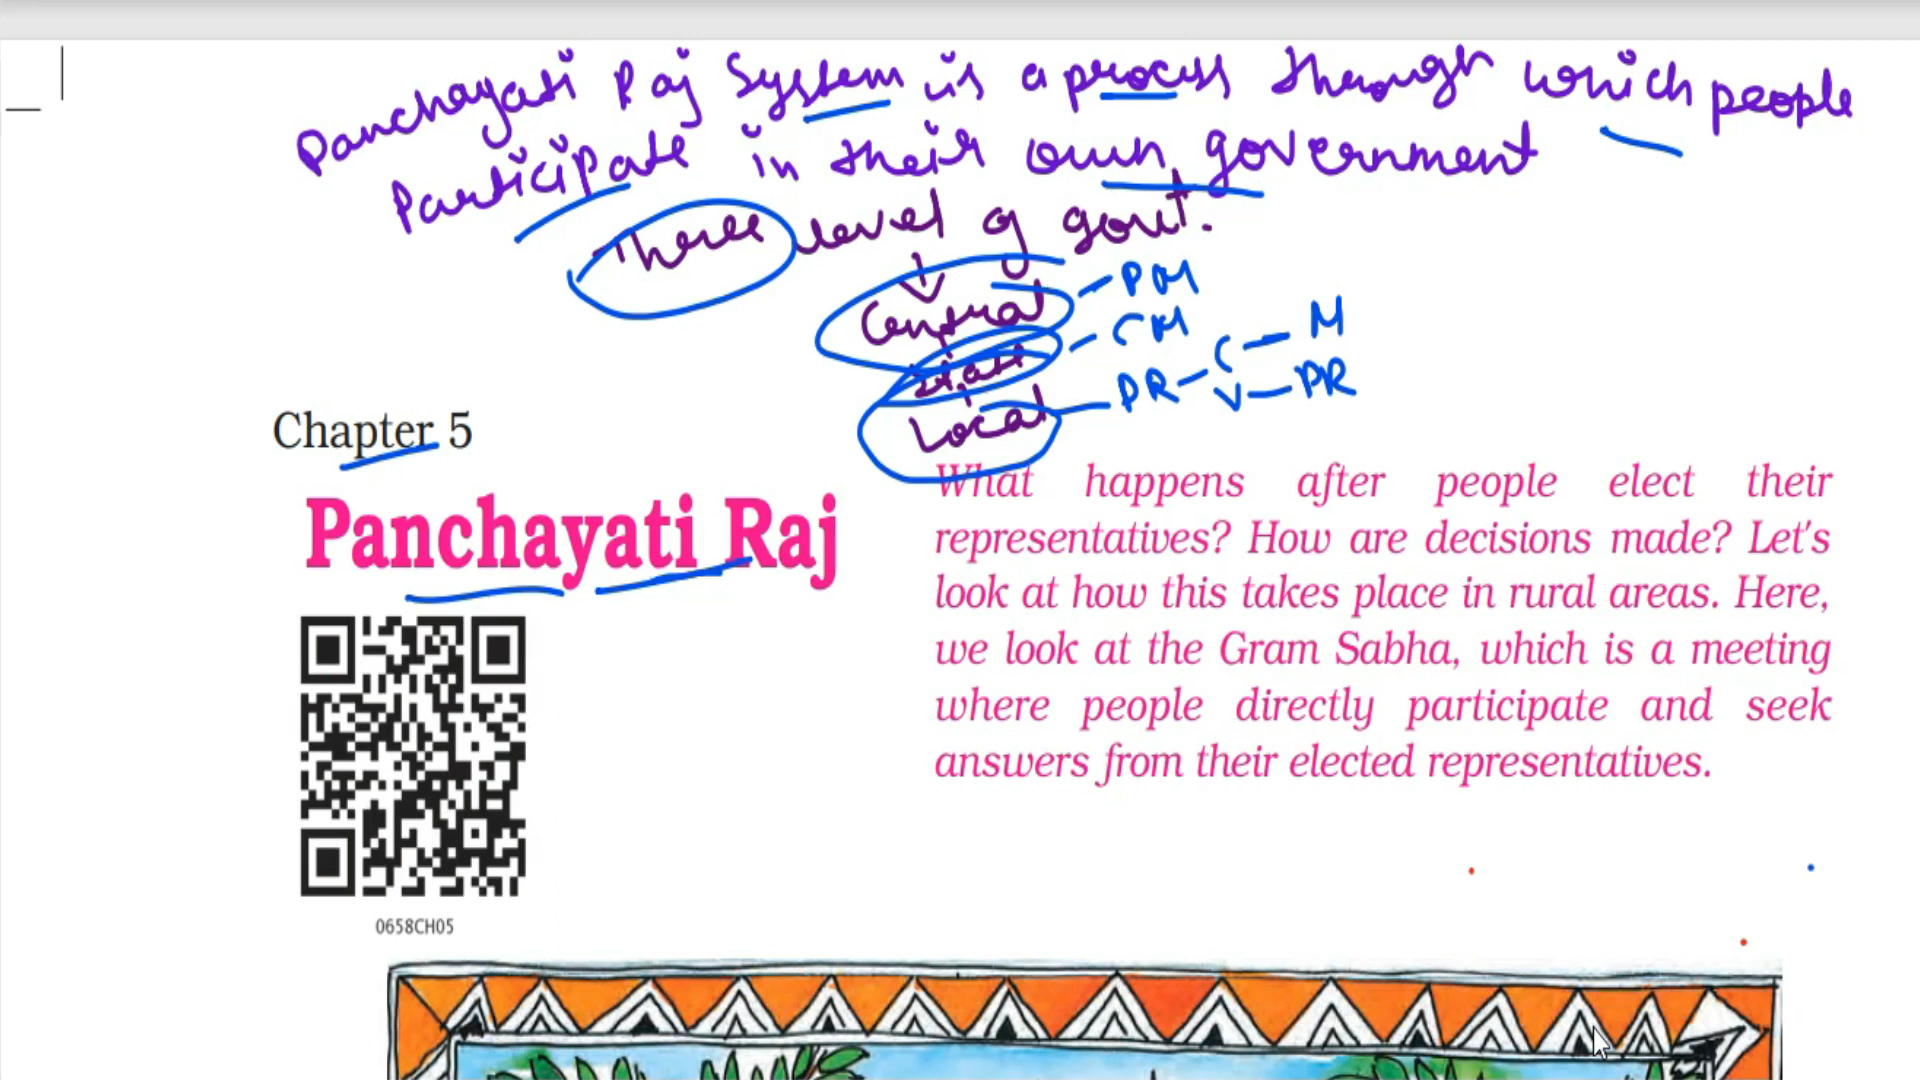 Panchayati Raj System is a process through which people
Participate in their own government
Three level of govt.
Central - PM
State - CM
Local - PR - C - M
V - PR
Chapter 5
Panchayati Raj
What happens after people elect their
representatives? How are decisions made? Let's
look at how this takes place in rural areas. Here,
we look at the Gram Sabha, which is a meeting
where people directly participate and seek
answers from their elected representatives.
0658CH05